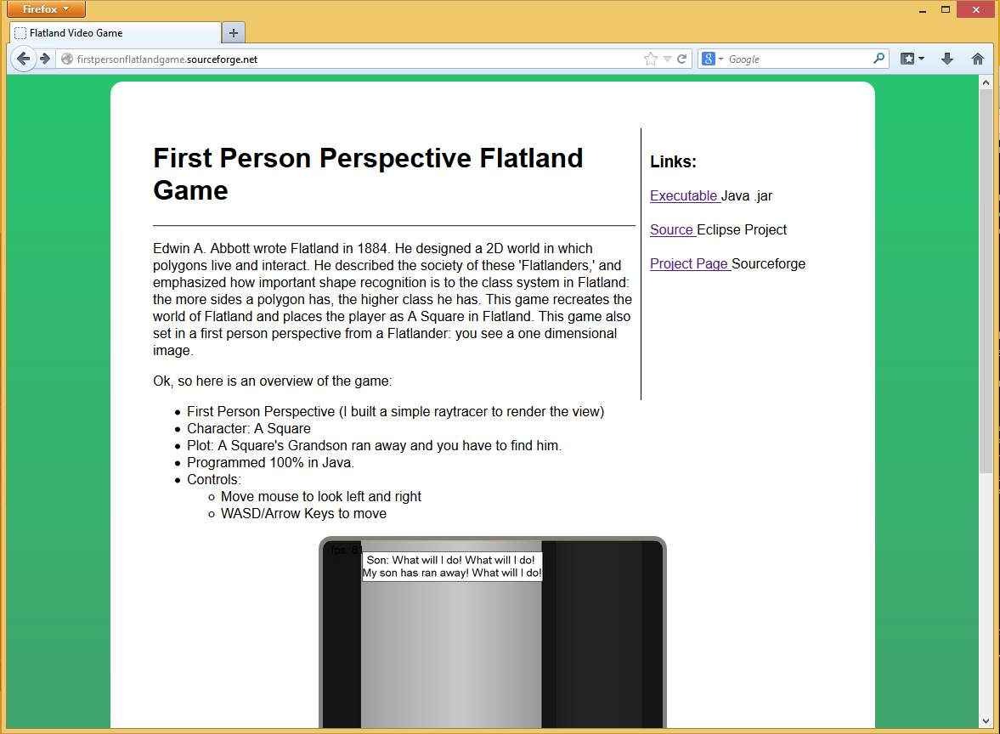 Firefox
Flatland Video Game
firstpersonflatlandgame.sourceforge.net
8
Google
First Person Perspective Flatland
Game
Edwin A. Abbott wrote Flatland in 1884. He designed a 2D world in which
polygons live and interact. He described the society of these 'Flatlanders,' and
emphasized how important shape recognition is to the class system in Flatland:
the more sides a polygon has, the higher class he has. This game recreates the
world of Flatland and places the player as A Square in Flatland. This game also
set in a first person perspective from a Flatlander: you see a one dimensional
image.
Ok, so here is an overview of the game:
• First Person Perspective (I built a simple raytracer to render the view)
• Character: A Square
• Plot: A Square's Grandson ran away and you have to find him.
• Programmed 100% in Java.
• Controls:
◦ Move mouse to look left and right
◦ WASD/Arrow Keys to move
Links:
Executable Java .jar
Source Eclipse Project
Project Page Sourceforge
fps: 61
Son: What will I do! What will I do!
My son has ran away! What will I do!